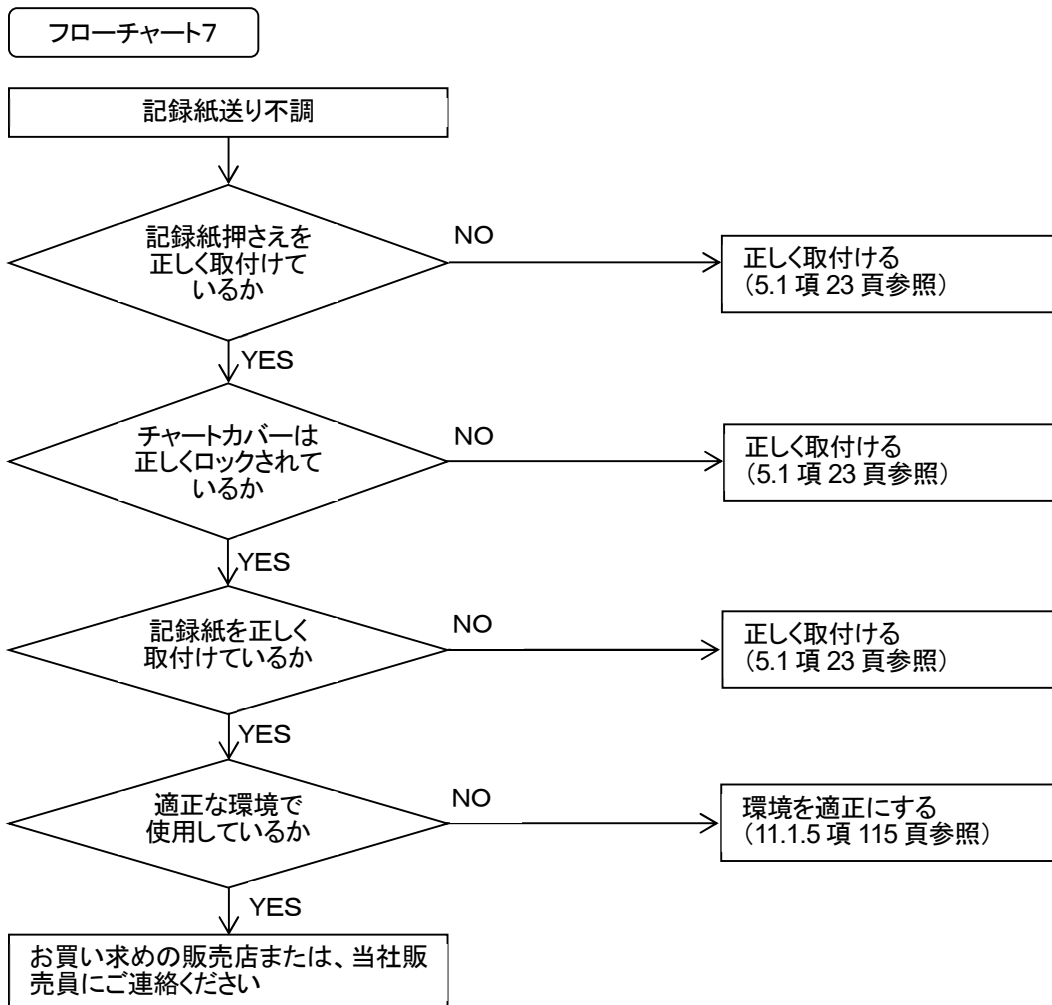 フローチャート7
記録紙送り不調
記録紙押さえを
正しく取付けて
いるか
NO
正しく取付ける
（5.1 項 23 頁参照）
YES
チャートカバーは
正しくロックされて
いるか
NO
正しく取付ける
（5.1 項 23 頁参照）
YES
記録紙を正しく
取付けているか
NO
正しく取付ける
（5.1 項 23 頁参照）
YES
適正な環境で
使用しているか
NO
環境を適正にする
（11.1.5 項 115 頁参照）
YES
お買い求めの販売店または、当社販
売員にご連絡ください